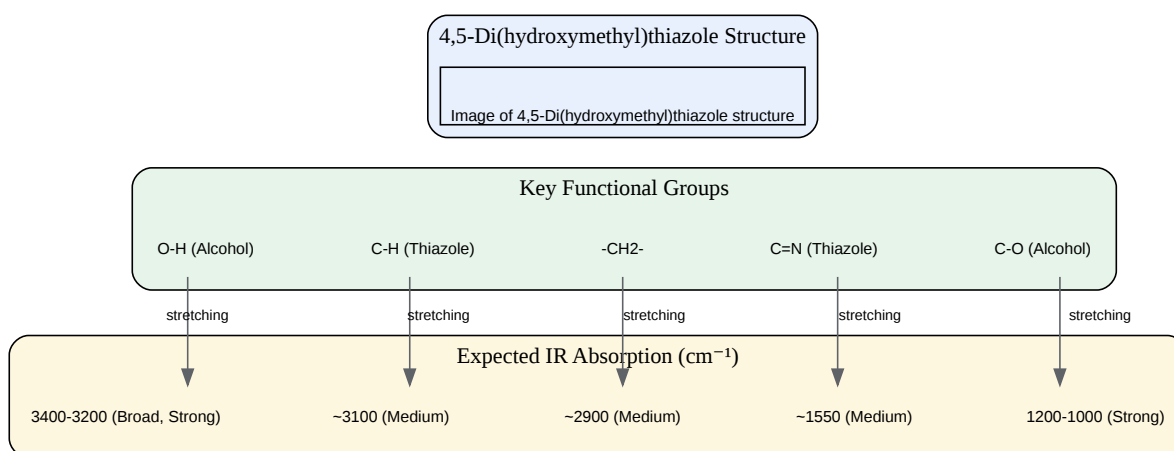 4,5-Di(hydroxymethyl)thiazole Structure
Image of 4,5-Di(hydroxymethyl)thiazole structure
Key Functional Groups
O-H (Alcohol) C-H (Thiazole) -CH2- C=N (Thiazole) C-O (Alcohol)
stretching stretching stretching stretching stretching
Expected IR Absorption (cm⁻¹)
3400-3200 (Broad, Strong) ~3100 (Medium) ~2900 (Medium) ~1550 (Medium) 1200-1000 (Strong)